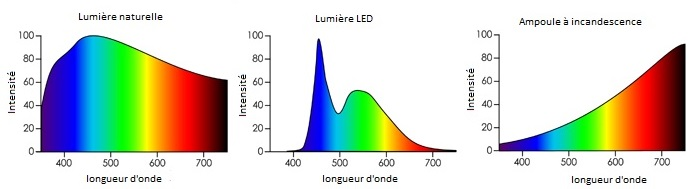 Lumière naturelle
Intensité
100
80
60
40
20
0
400 500 600 700
longueur d'onde
Lumière LED
Intensité
100
80
60
40
20
0
400 500 600 700
longueur d'onde
Ampoule à incandescence
Intensité
100
80
60
40
20
0
400 500 600 700
longueur d'onde